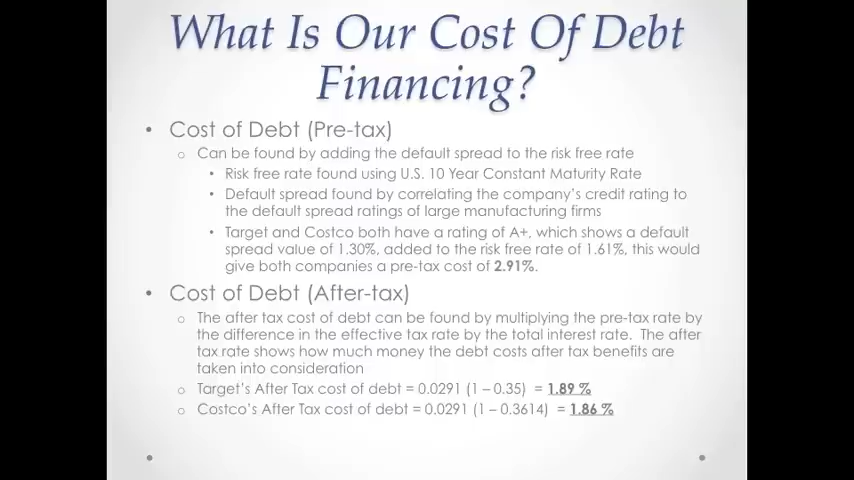 What Is Our Cost Of Debt
Financing?
• Cost of Debt (Pre-tax)
o Can be found by adding the default spread to the risk free rate
• Risk free rate found using U.S. 10 Year Constant Maturity Rate
• Default spread found by correlating the company's credit rating to
the default spread ratings of large manufacturing firms
• Target and Costco both have a rating of A+, which shows a default
spread value of 1.30%, added to the risk free rate of 1.61%, this would
give both companies a pre-tax cost of 2.91%.
• Cost of Debt (After-tax)
o The after tax cost of debt can be found by multiplying the pre-tax rate by
the difference in the effective tax rate by the total interest rate. The after
tax rate shows how much money the debt costs after tax benefits are
taken into consideration
o Target's After Tax cost of debt = 0.0291 (1 – 0.35) = 1.89 %
o Costco's After Tax cost of debt = 0.0291 (1 – 0.3614) = 1.86 %